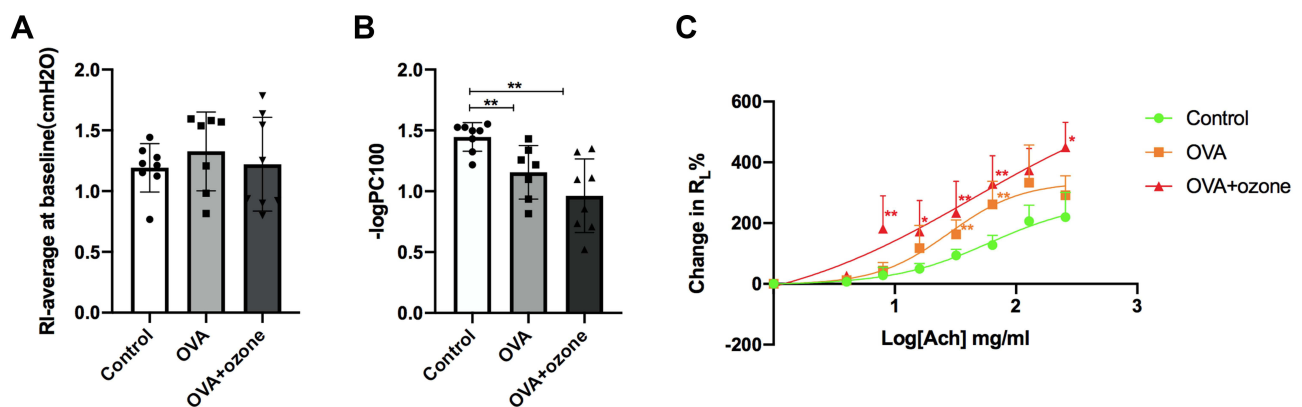 A
RI-average at baseline(cmH2O)
2.0
1.5
1.0
0.5
0.0
Control
OVA
OVA+ozone
B
-logPC100
2.0
1.5
1.0
0.5
0.0
**
**
Control
OVA
OVA+ozone
C
Change in RL%
600
400
200
0
-200
1
2
3
Log[Ach] mg/ml
**
*
**
**
**
**
*
Control
OVA
OVA+ozone